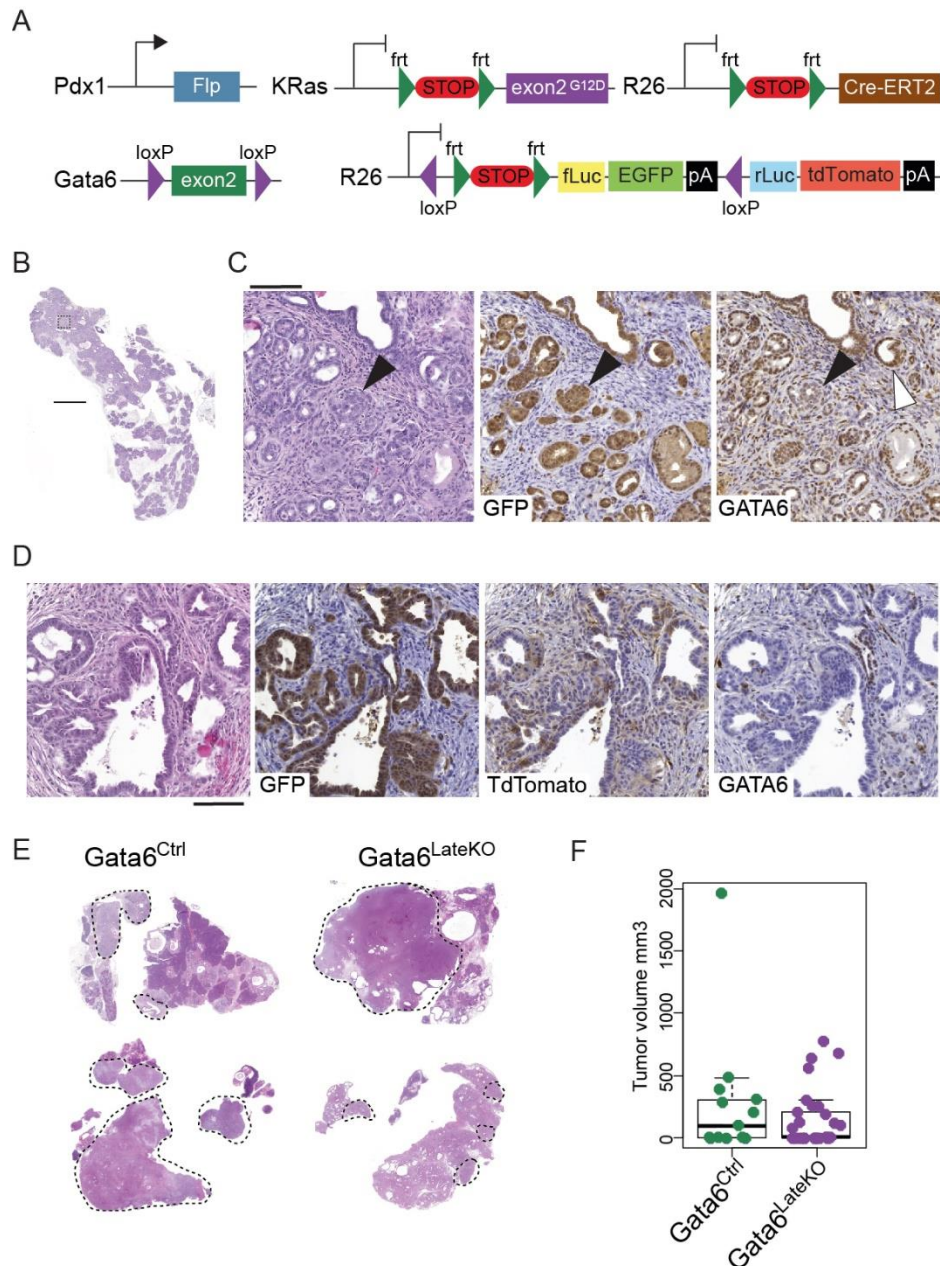 A
Pdx1
Flp
KRas
frt
STOP
frt
exon2 G12D
R26
frt
STOP
frt
Cre-ERT2
Gata6
loxP
exon2
loxP
R26
loxP
frt
STOP
frt
fLuc
EGFP
pA
loxP
rLuc
tdTomato
pA
B
C
GFP
GATA6
D
GFP
TdTomato
GATA6
E
Gata6Ctrl
Gata6LateKO
F
Tumor volume mm3
2000
1500
1000
500
0
Gata6Ctrl
Gata6LateKO